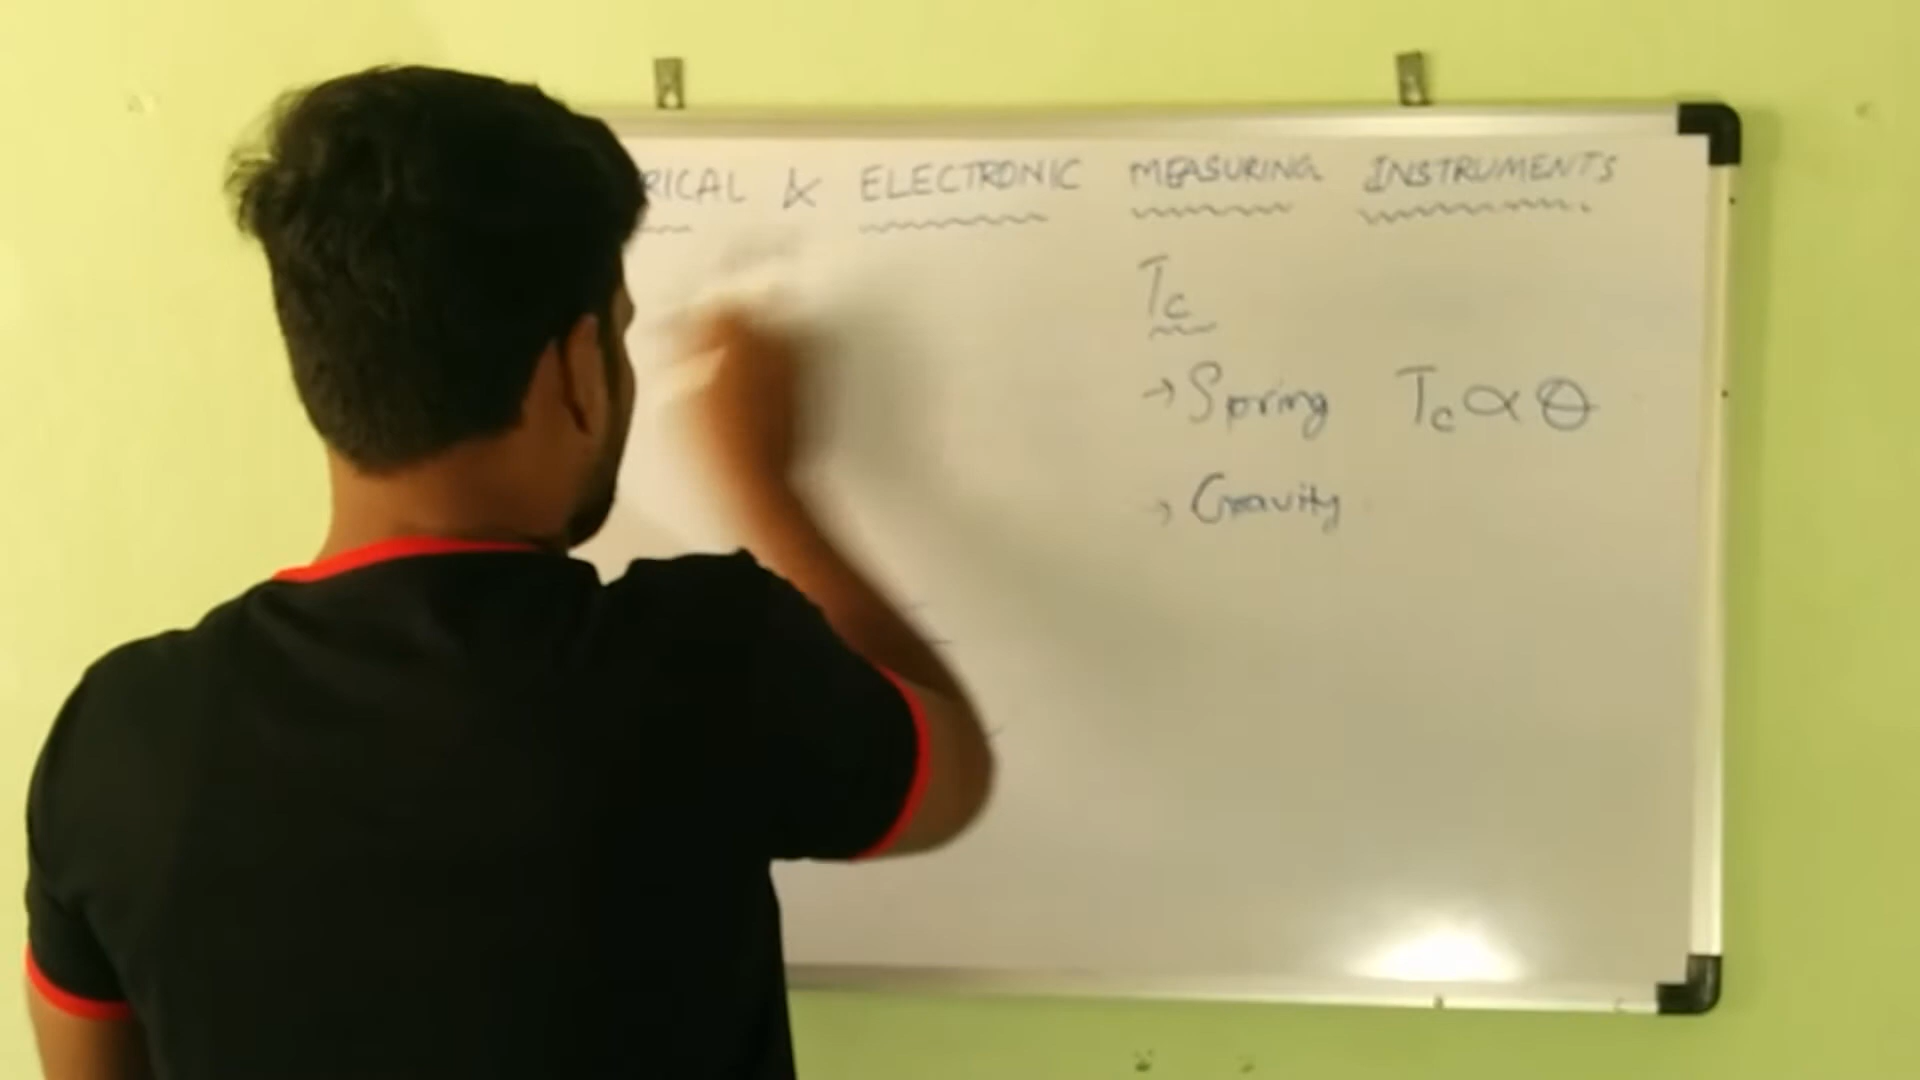 RICAL & ELECTRONIC MEASURING INSTRUMENTS
Tc
→ Spring Tc ∝ θ
→ Gravity